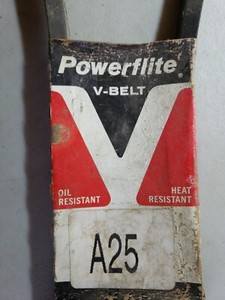 Powerflite®
V-BELT
OIL RESISTANT
HEAT RESISTANT
A25